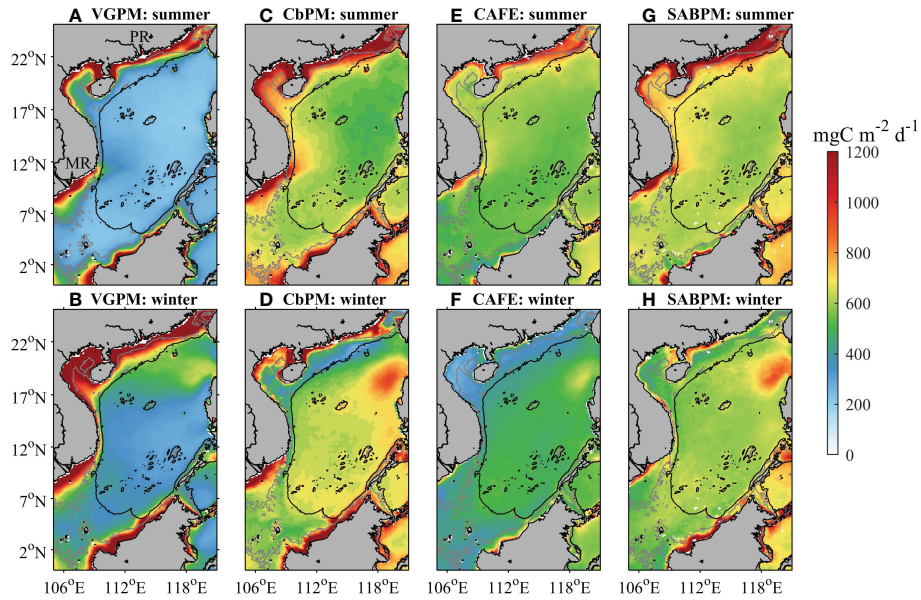 A VGPM: summer
C CbPM: summer
E CAFE: summer
G SABPM: summer
PR
22°N
17°N
12°N
MR
7°N
2°N
mgC m-2 d-1
1200
1000
800
600
400
200
0
B VGPM: winter
D CbPM: winter
F CAFE: winter
H SABPM: winter
22°N
17°N
12°N
7°N
2°N
106°E 112°E 118°E
106°E 112°E 118°E
106°E 112°E 118°E
106°E 112°E 118°E